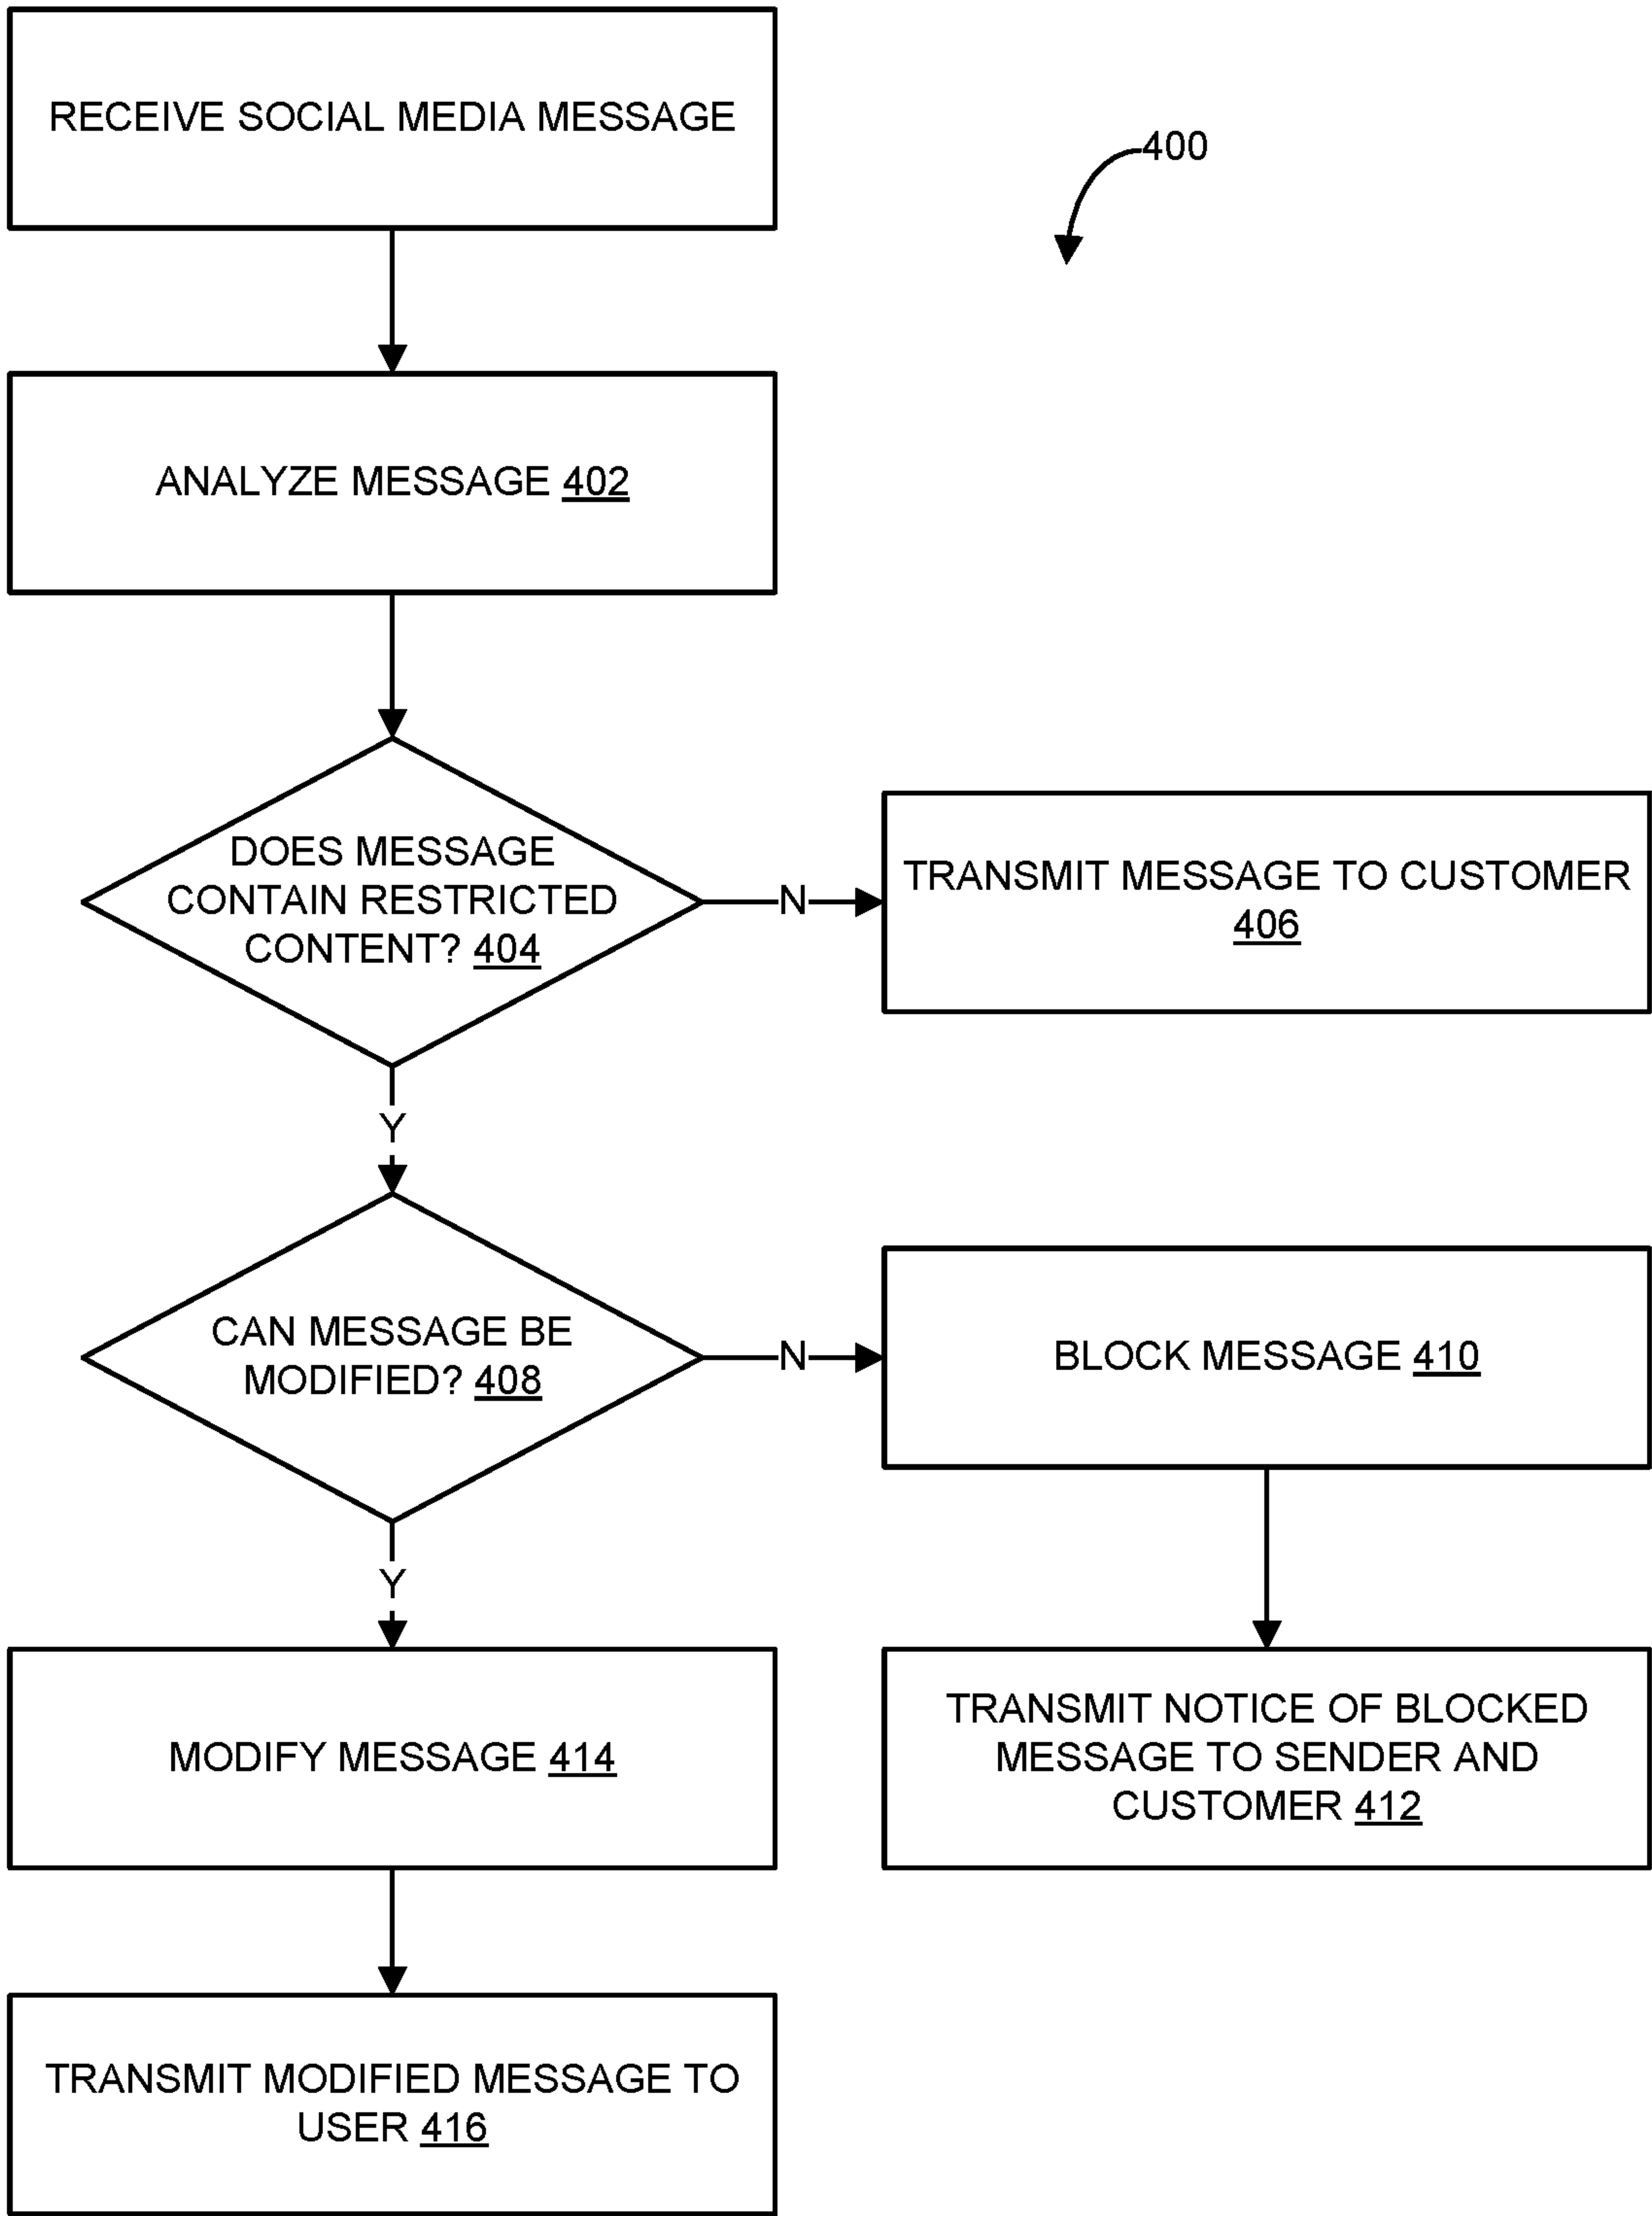 RECEIVE SOCIAL MEDIA MESSAGE
400
ANALYZE MESSAGE 402
DOES MESSAGE
CONTAIN RESTRICTED
CONTENT? 404
N
TRANSMIT MESSAGE TO CUSTOMER
406
Y
CAN MESSAGE BE
MODIFIED? 408
N
BLOCK MESSAGE 410
Y
MODIFY MESSAGE 414
TRANSMIT NOTICE OF BLOCKED
MESSAGE TO SENDER AND
CUSTOMER 412
TRANSMIT MODIFIED MESSAGE TO
USER 416